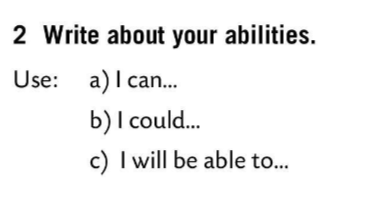 2 Write about your abilities.
Use: a) I can...
b) I could...
c) I will be able to...